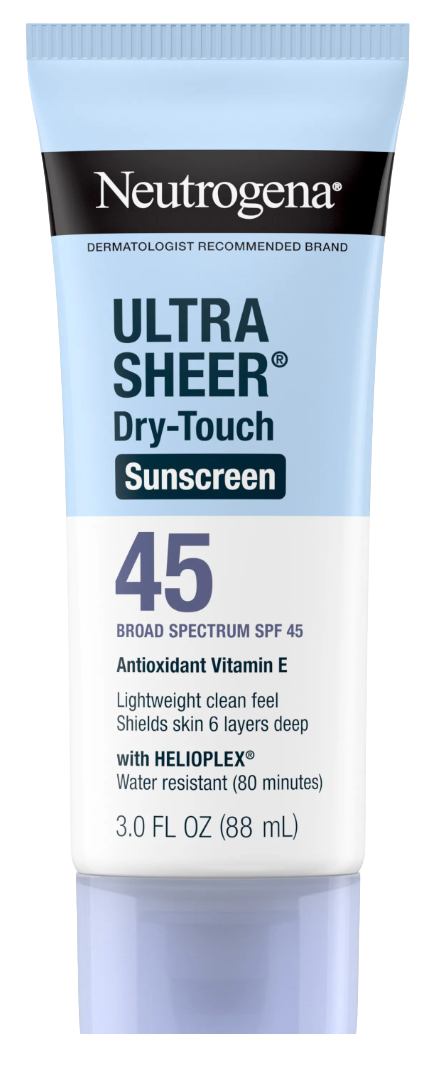 Neutrogena®
DERMATOLOGIST RECOMMENDED BRAND
ULTRA
SHEER®
Dry-Touch
Sunscreen
45
BROAD SPECTRUM SPF 45
Antioxidant Vitamin E
Lightweight clean feel
Shields skin 6 layers deep
with HELIOPLEX®
Water resistant (80 minutes)
3.0 FL OZ (88 mL)